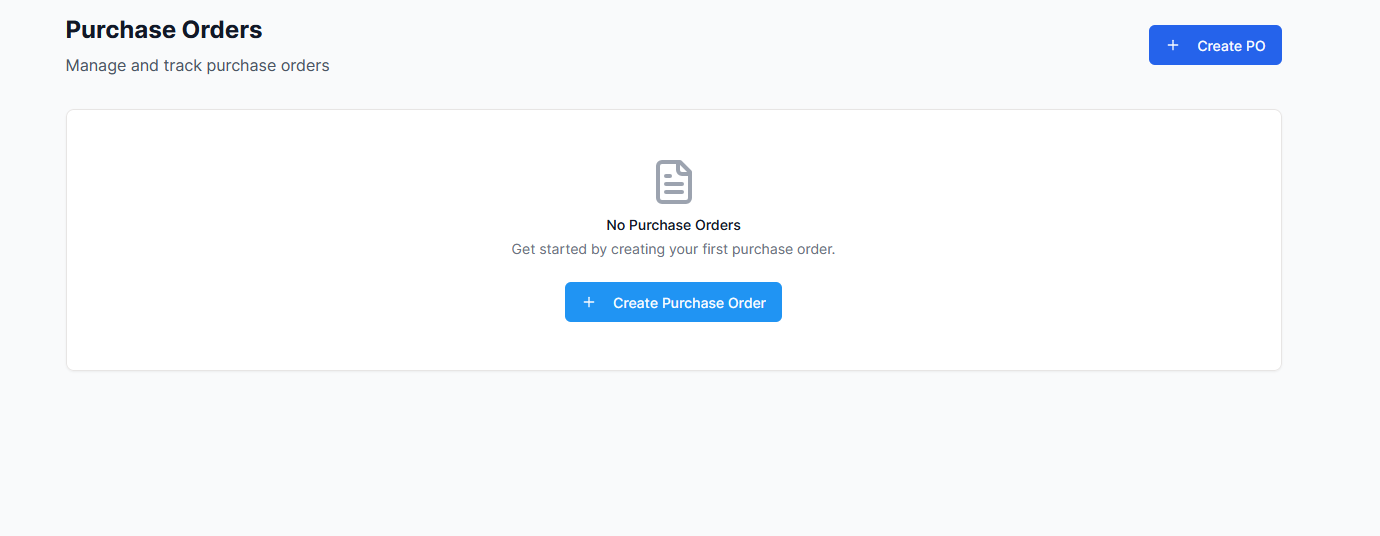 Purchase Orders
Manage and track purchase orders
+ Create PO
No Purchase Orders
Get started by creating your first purchase order.
+ Create Purchase Order